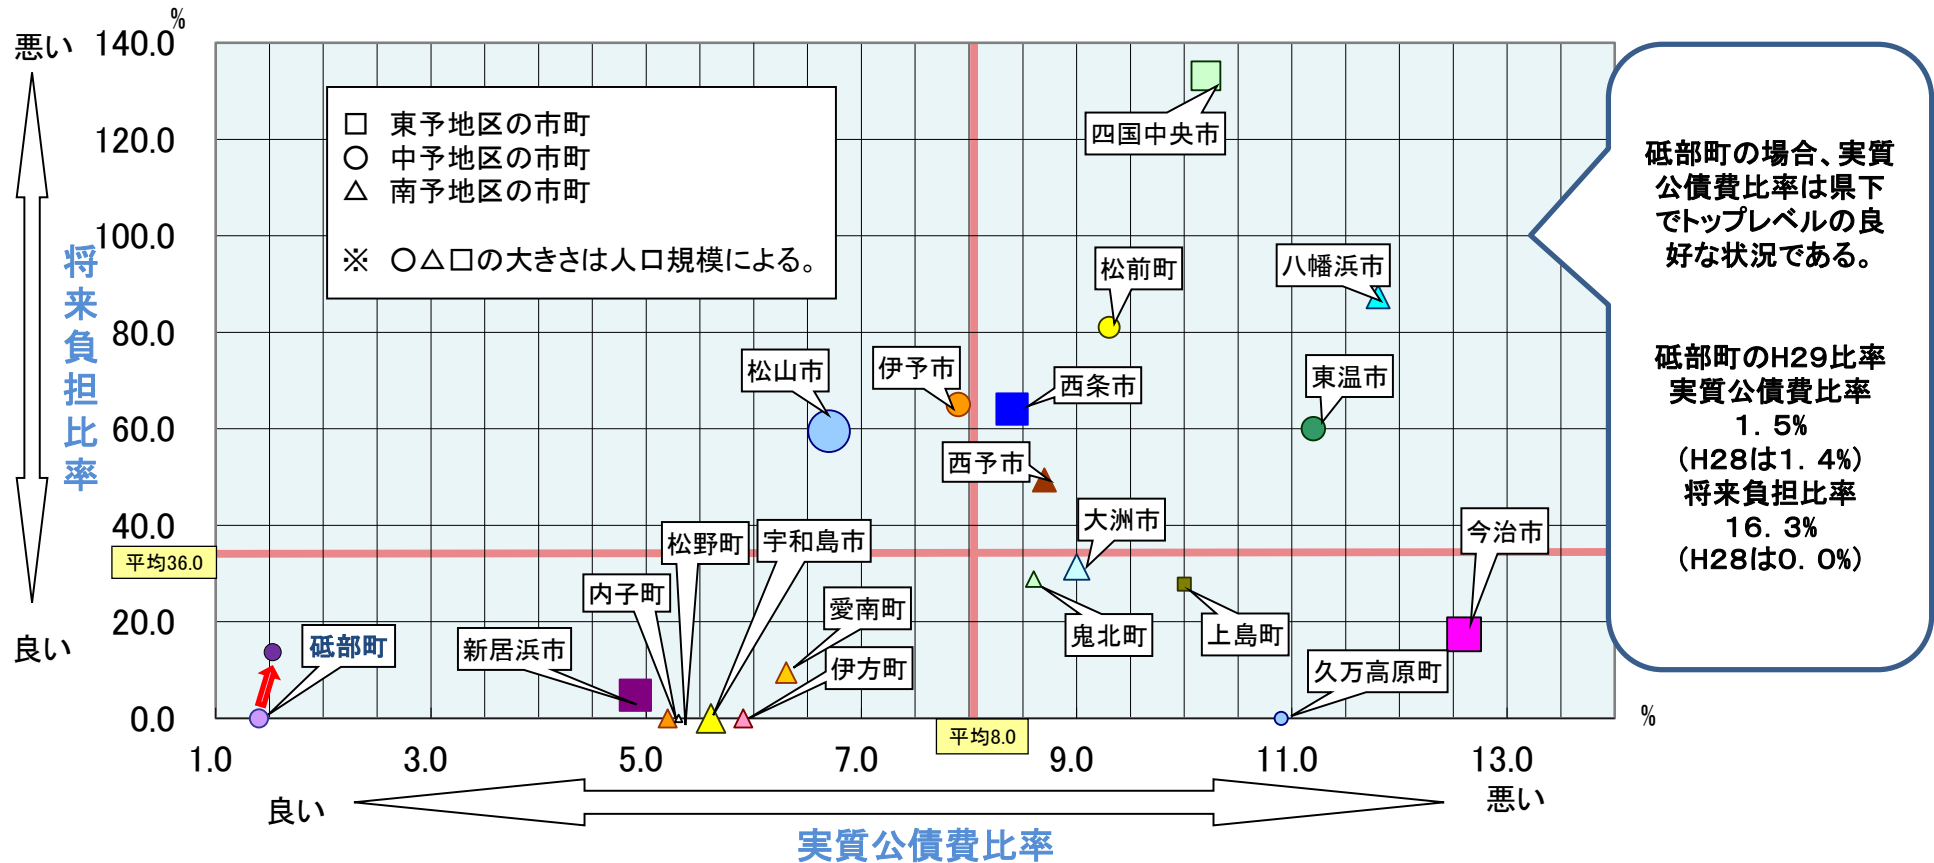 %
悪い
140.0
120.0
100.0
80.0
60.0
40.0
20.0
0.0
良い
将来負担比率
平均36.0
□ 東予地区の市町
○ 中予地区の市町
△ 南予地区の市町
※ ○△□の大きさは人口規模による。
四国中央市
松前町
八幡浜市
松山市
伊予市
西条市
東温市
西予市
大洲市
今治市
松野町
宇和島市
内子町
愛南町
鬼北町
上島町
砥部町
新居浜市
伊方町
久万高原町
平均8.0
%
1.0
3.0
5.0
7.0
9.0
11.0
13.0
良い
悪い
実質公債費比率
砥部町の場合、実質
公債費比率は県下
でトップレベルの良
好な状況である。
砥部町のH29比率
実質公債費比率
1.5%
(H28は1.4%)
将来負担比率
16.3%
(H28は0.0%)